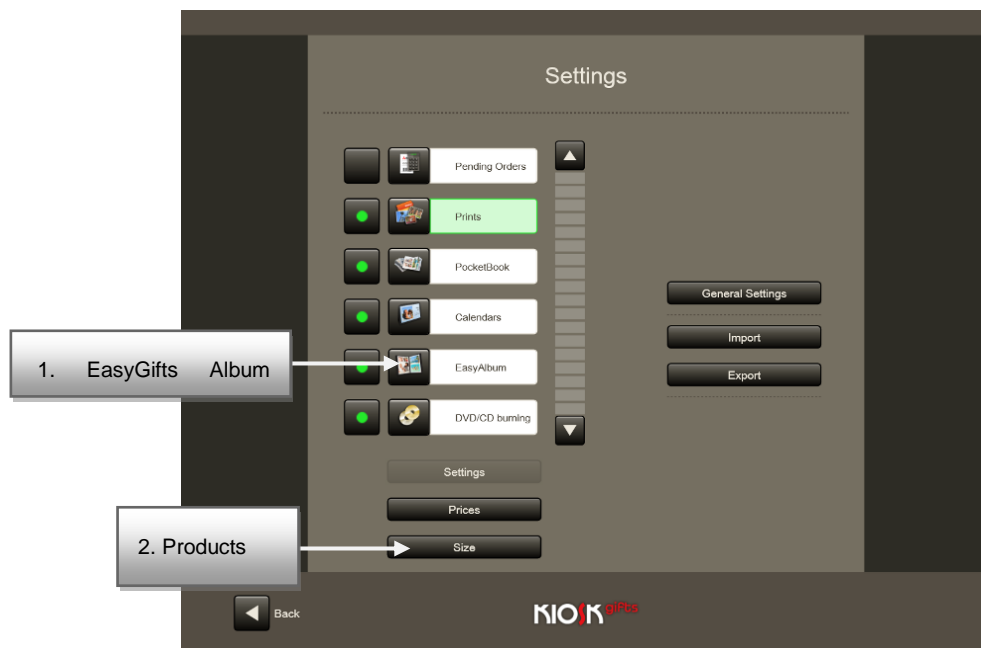 Settings
Pending Orders
Prints
PocketBook
Calendars
EasyAlbum
DVD/CD burning
Settings
Prices
Size
General Settings
Import
Export
1. EasyGifts Album
2. Products
Back
KIOSK gifts